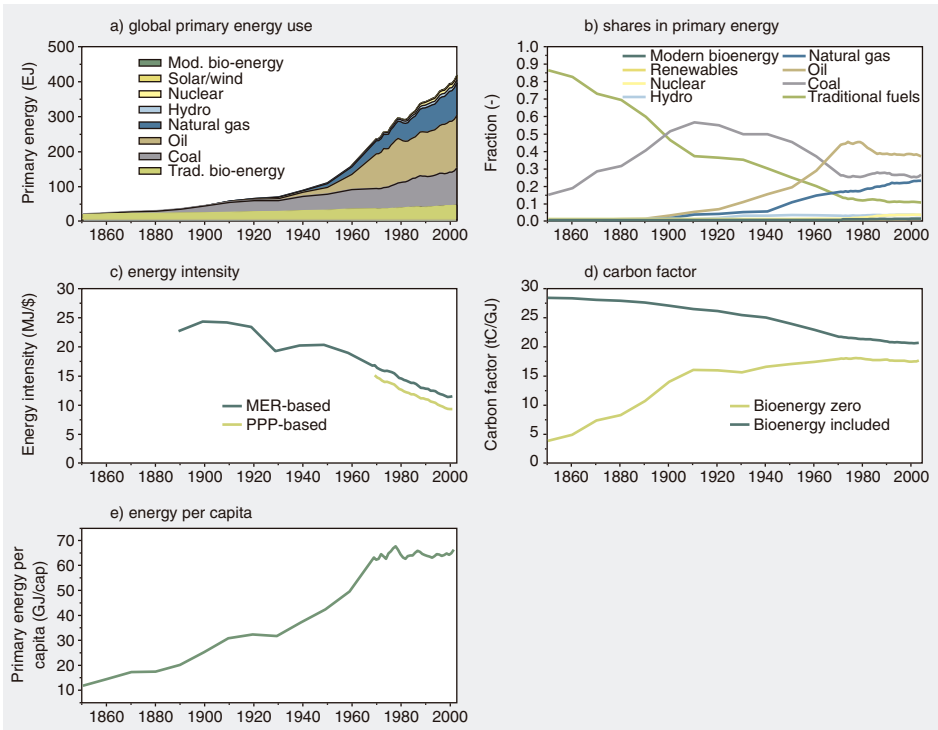 a) global primary energy use
Primary energy (EJ)
500
400
300
200
100
0
Mod. bio-energy
Solar/wind
Nuclear
Hydro
Natural gas
Oil
Coal
Trad. bio-energy
1860 1880 1900 1920 1940 1960 1980 2000
b) shares in primary energy
Fraction (-)
1.0
0.9
0.8
0.7
0.6
0.5
0.4
0.3
0.2
0.1
0.0
Modern bioenergy
Renewables
Nuclear
Hydro
Natural gas
Oil
Coal
Traditional fuels
1860 1880 1900 1920 1940 1960 1980 2000
c) energy intensity
Energy intensity (MJ/$)
30
25
20
15
10
5
0
MER-based
PPP-based
1860 1880 1900 1920 1940 1960 1980 2000
d) carbon factor
Carbon factor (tC/GJ)
30
25
20
15
10
5
0
Bioenergy zero
Bioenergy included
1860 1880 1900 1920 1940 1960 1980 2000
e) energy per capita
Primary energy per
capita (GJ/cap)
70
60
50
40
30
20
10
1860 1880 1900 1920 1940 1960 1980 2000